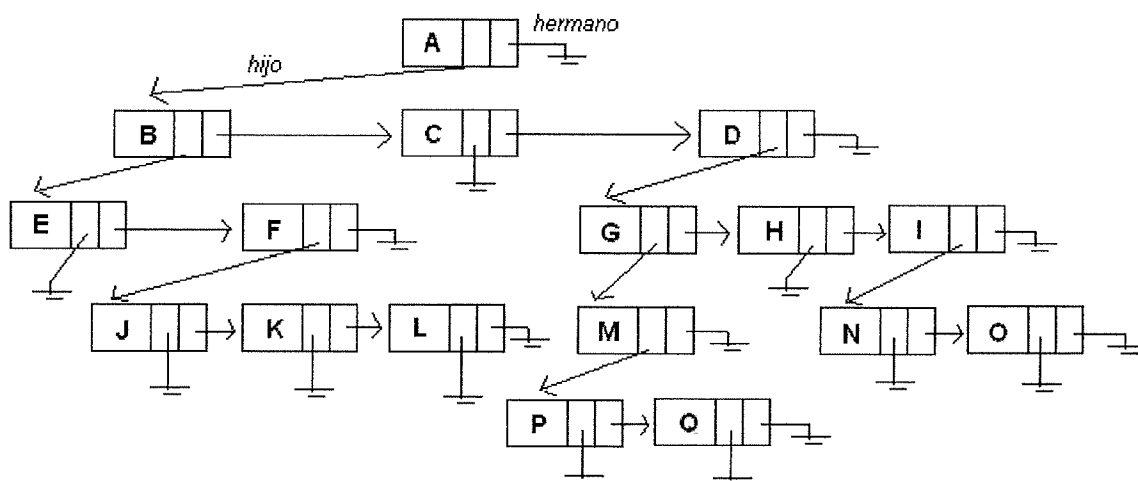 hermano
A
hijo
B C D
E F G H I
J K L M N O
P Q